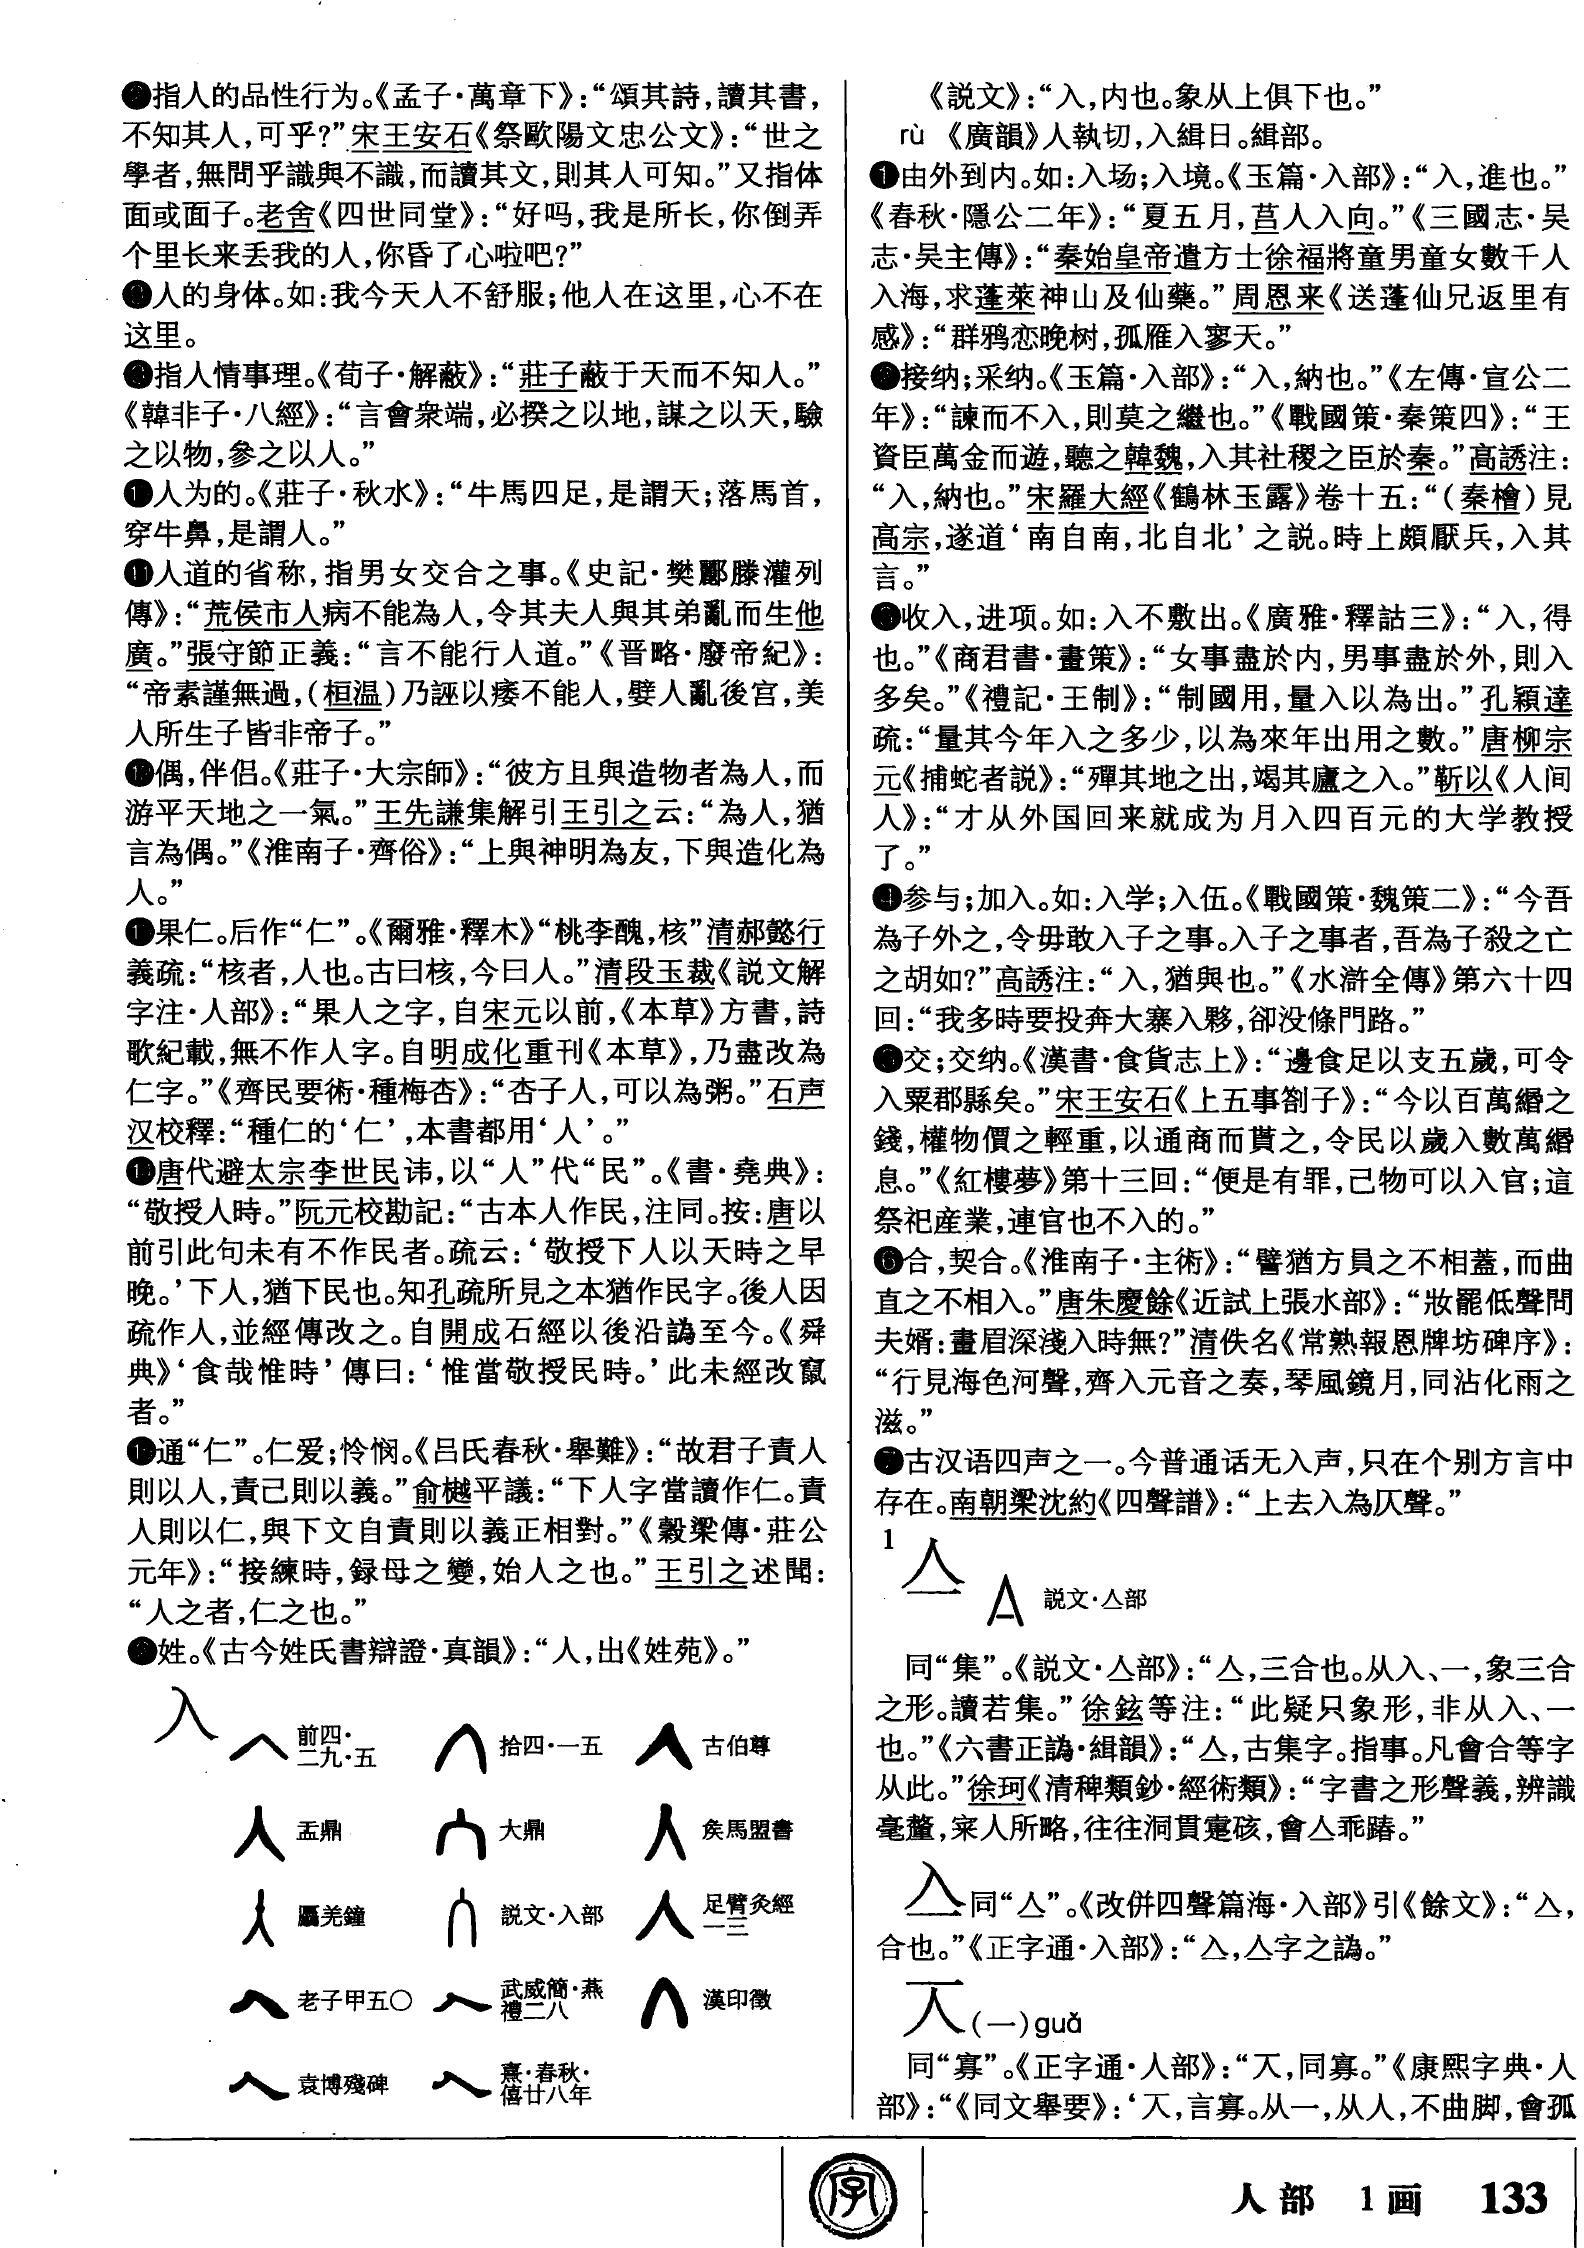 指人的品性行为。《孟子·萬章下》：“頌其詩，讀其書，
不知其人，可乎？”宋王安石《祭歐陽文忠公文》：“世之
學者，無問乎識與不識，而讀其文，則其人可知。”又指体
面或面子。老舍《四世同堂》：“好吗，我是所长，你倒弄
个里长来丢我的人，你昏了心啦吧？”
人的身体。如：我今天人不舒服；他人在这里，心不在
这里。
指人情事理。《荀子·解蔽》：“莊子蔽于天而不知人。”
《韓非子·八經》：“言會衆端，必揆之以地，謀之以天，驗
之以物，參之以人。”
人为的。《莊子·秋水》：“牛馬四足，是謂天；落馬首，
穿牛鼻，是謂人。”
⓫人道的省称，指男女交合之事。《史記·樊酈滕灌列
傳》：“荒侯市人病不能為人，令其夫人與其弟亂而生他
廣。”張守節正義：“言不能行人道。”《晋略·廢帝紀》：
“帝素謹無過，（桓温）乃誣以痿不能人，嬖人亂後宫，美
人所生子皆非帝子。”
偶，伴侣。《莊子·大宗師》：“彼方且與造物者為人，而
游乎天地之一氣。”王先謙集解引王引之云：“為人，猶
言為偶。”《淮南子·齊俗》：“上與神明為友，下與造化為
人。”
果仁。后作“仁”。《爾雅·釋木》“桃李醜，核”清郝懿行
義疏：“核者，人也。古曰核，今曰人。”清段玉裁《説文解
字注·人部》：“果人之字，自宋元以前，《本草》方書，詩
歌紀載，無不作人字。自明成化重刊《本草》，乃盡改為
仁字。”《齊民要術·種梅杏》：“杏子人，可以為粥。”石声
汉校釋：“種仁的‘仁’，本書都用‘人’。”
唐代避太宗李世民讳，以“人”代“民”。《書·堯典》：
“敬授人時。”阮元校勘記：“古本人作民，注同。按：唐以
前引此句未有不作民者。疏云：‘敬授下人以天時之早
晚。’下人，猶下民也。知孔疏所見之本猶作民字。後人因
疏作人，並經傳改之。自開成石經以後沿譌至今。《舜
典》‘食哉惟時’傳曰：‘惟當敬授民時。’此未經改竄
者。”
通“仁”。仁爱；怜悯。《吕氏春秋·舉難》：“故君子責人
則以人，責己則以義。”俞樾平議：“下人字當讀作仁。責
人則以仁，與下文自責則以義正相對。”《穀梁傳·莊公
元年》：“接練時，録母之變，始人之也。”王引之述聞：
“人之者，仁之也。”
姓。《古今姓氏書辯證·真韻》：“人，出《姓苑》。”
入
前四·二九·五 拾四·一五 古伯尊
盂鼎 大鼎 矦馬盟書
驫羌鐘 説文·入部 足臂灸經一三
老子甲五〇 武威簡·燕禮二八 漢印徵
袁博殘碑 熹·春秋·僖廿八年
《説文》：“入，内也。象从上俱下也。”
rù 《廣韻》人執切，入緝日。緝部。
❶由外到内。如：入场；入境。《玉篇·入部》：“入，進也。”
《春秋·隱公二年》：“夏五月，莒人入向。”《三國志·吴
志·吴主傳》：“秦始皇帝遣方士徐福將童男童女數千人
入海，求蓬萊神山及仙藥。”周恩来《送蓬仙兄返里有
感》：“群鸦恋晚树，孤雁入寥天。”
接纳；采纳。《玉篇·入部》：“入，納也。”《左傳·宣公二
年》：“諫而不入，則莫之繼也。”《戰國策·秦策四》：“王
資臣萬金而遊，聽之韓魏，入其社稷之臣於秦。”高誘注：
“入，納也。”宋羅大經《鶴林玉露》卷十五：“（秦檜）見
高宗，遂道‘南自南，北自北’之説。時上頗厭兵，入其
言。”
收入，进项。如：入不敷出。《廣雅·釋詁三》：“入，得
也。”《商君書·畫策》：“女事盡於内，男事盡於外，則入
多矣。”《禮記·王制》：“制國用，量入以為出。”孔穎達
疏：“量其今年入之多少，以為來年出用之數。”唐柳宗
元《捕蛇者説》：“殫其地之出，竭其廬之入。”靳以《人间
人》：“才从外国回来就成为月入四百元的大学教授
了。”
❹参与；加入。如：入学；入伍。《戰國策·魏策二》：“今吾
為子外之，令毋敢入子之事。入子之事者，吾為子殺之亡
之胡如？”高誘注：“入，猶與也。”《水滸全傳》第六十四
回：“我多時要投奔大寨入夥，卻没條門路。”
交；交纳。《漢書·食貨志上》：“邊食足以支五歲，可令
入粟郡縣矣。”宋王安石《上五事劄子》：“今以百萬緡之
錢，權物價之輕重，以通商而貰之，令民以歲入數萬緡
息。”《紅樓夢》第十三回：“便是有罪，己物可以入官；這
祭祀産業，連官也不入的。”
❻合，契合。《淮南子·主術》：“譬猶方員之不相蓋，而曲
直之不相入。”唐朱慶餘《近試上張水部》：“妝罷低聲問
夫婿：畫眉深淺入時無？”清佚名《常熟報恩牌坊碑序》：
“行見海色河聲，齊入元音之奏，琴風鏡月，同沾化雨之
滋。”
❼古汉语四声之一。今普通话无入声，只在个别方言中
存在。南朝梁沈約《四聲譜》：“上去入為仄聲。”
1
亼 説文·亼部
同“集”。《説文·亼部》：“亼，三合也。从入、一，象三合
之形。讀若集。”徐鉉等注：“此疑只象形，非从入、一
也。”《六書正譌·緝韻》：“亼，古集字。指事。凡會合等字
从此。”徐珂《清稗類鈔·經術類》：“字書之形聲義，辨識
毫釐，宷人所略，往往洞貫寔核，會亼乖踳。”
亼同“亼”。《改併四聲篇海·入部》引《餘文》：“亼，
合也。”《正字通·入部》：“亼，亼字之譌。”
𠆣（一）guǎ
同“寡”。《正字通·人部》：“𠆣，同寡。”《康熙字典·人
部》：“《同文舉要》：‘𠆣，言寡。从一，从人，不曲脚，會孤
字
人部 1画 133